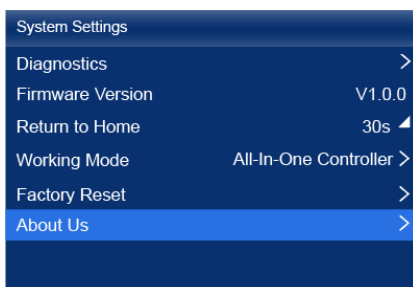 System Settings
Diagnostics >
Firmware Version V1.0.0
Return to Home 30s
Working Mode All-In-One Controller >
Factory Reset >
About Us >